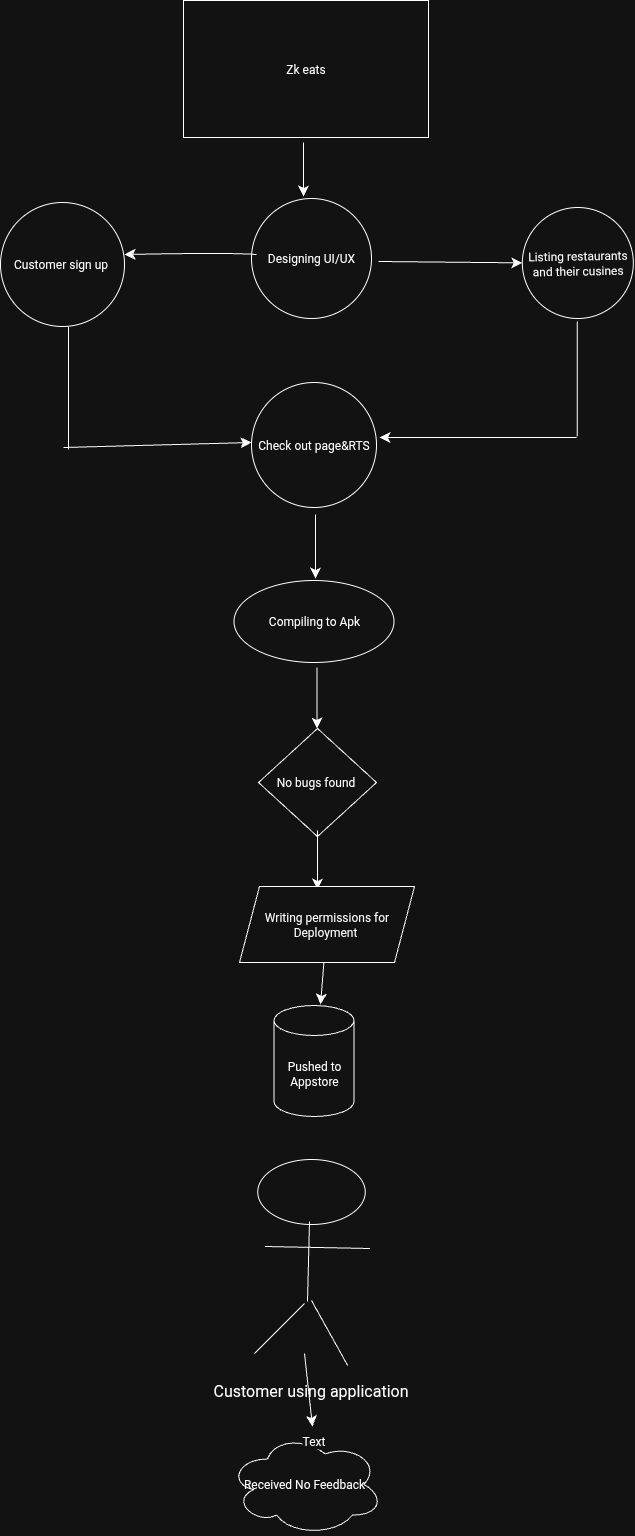 Zk eats
Customer sign up
Designing UI/UX
Listing restaurants
and their cusines
Check out page&RTS
Compiling to Apk
No bugs found
Writing permissions for
Deployment
Pushed to
Appstore
Customer using application
Text
Received No Feedback